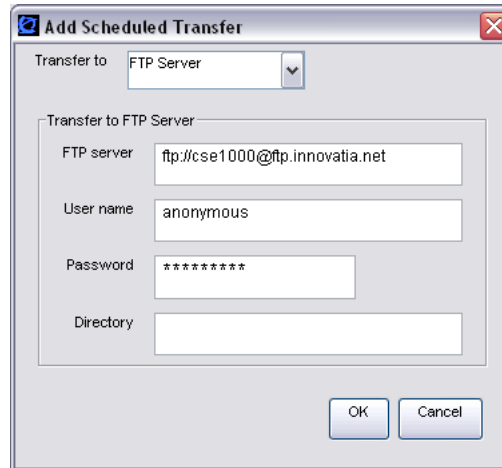 Add Scheduled Transfer
Transfer to FTP Server
Transfer to FTP Server
FTP server ftp://cse1000@ftp.innovatia.net
User name anonymous
Password *********
Directory
OK Cancel